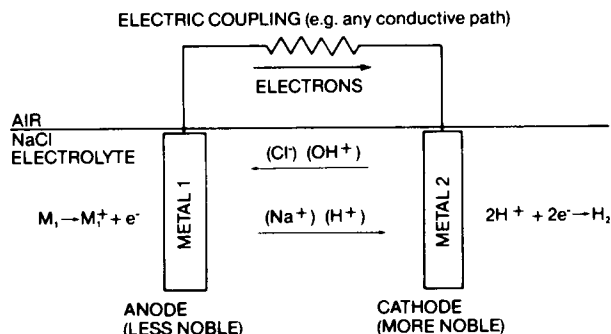 ELECTRIC COUPLING (e.g. any conductive path)
ELECTRONS
AIR
NaCl
ELECTROLYTE
(Cl⁻) (OH⁺)
METAL 1
METAL 2
M₁→M₁⁺ + e⁻
(Na⁺) (H⁺)
2H⁺ + 2e⁻→H₂
ANODE
(LESS NOBLE)
CATHODE
(MORE NOBLE)